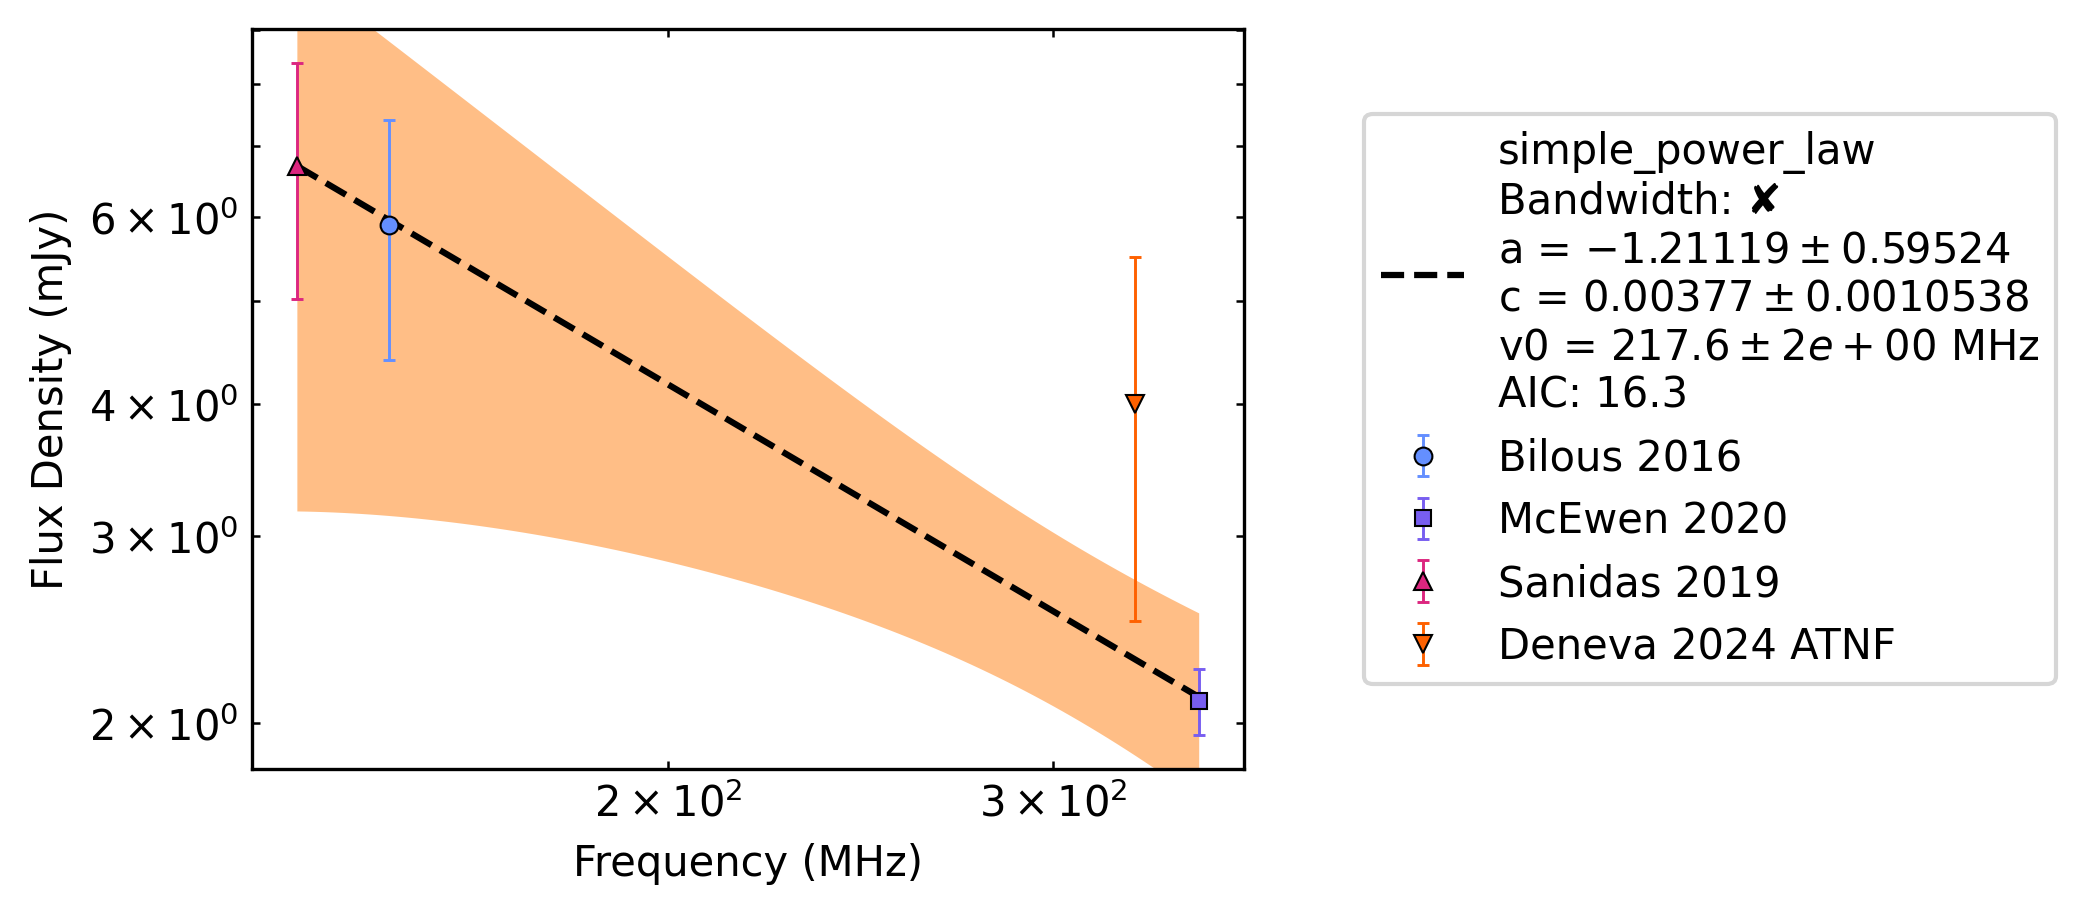 6 × 10⁰
4 × 10⁰
3 × 10⁰
2 × 10⁰
Flux Density (mJy)
2 × 10²
3 × 10²
Frequency (MHz)
simple_power_law
Bandwidth: ✘
a = −1.21119 ± 0.59524
c = 0.00377 ± 0.0010538
v0 = 217.6 ± 2e + 00 MHz
AIC: 16.3
Bilous 2016
McEwen 2020
Sanidas 2019
Deneva 2024 ATNF